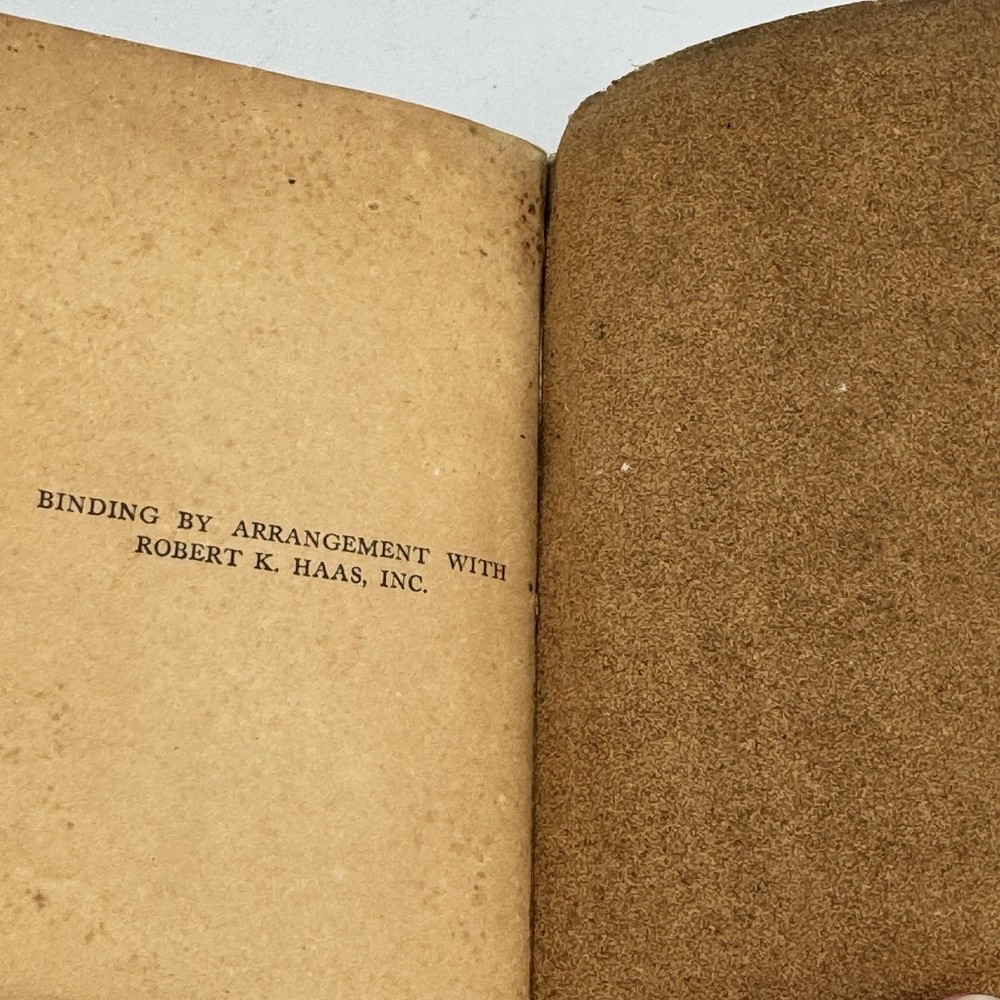 BINDING BY ARRANGEMENT WITH
ROBERT K. HAAS, INC.